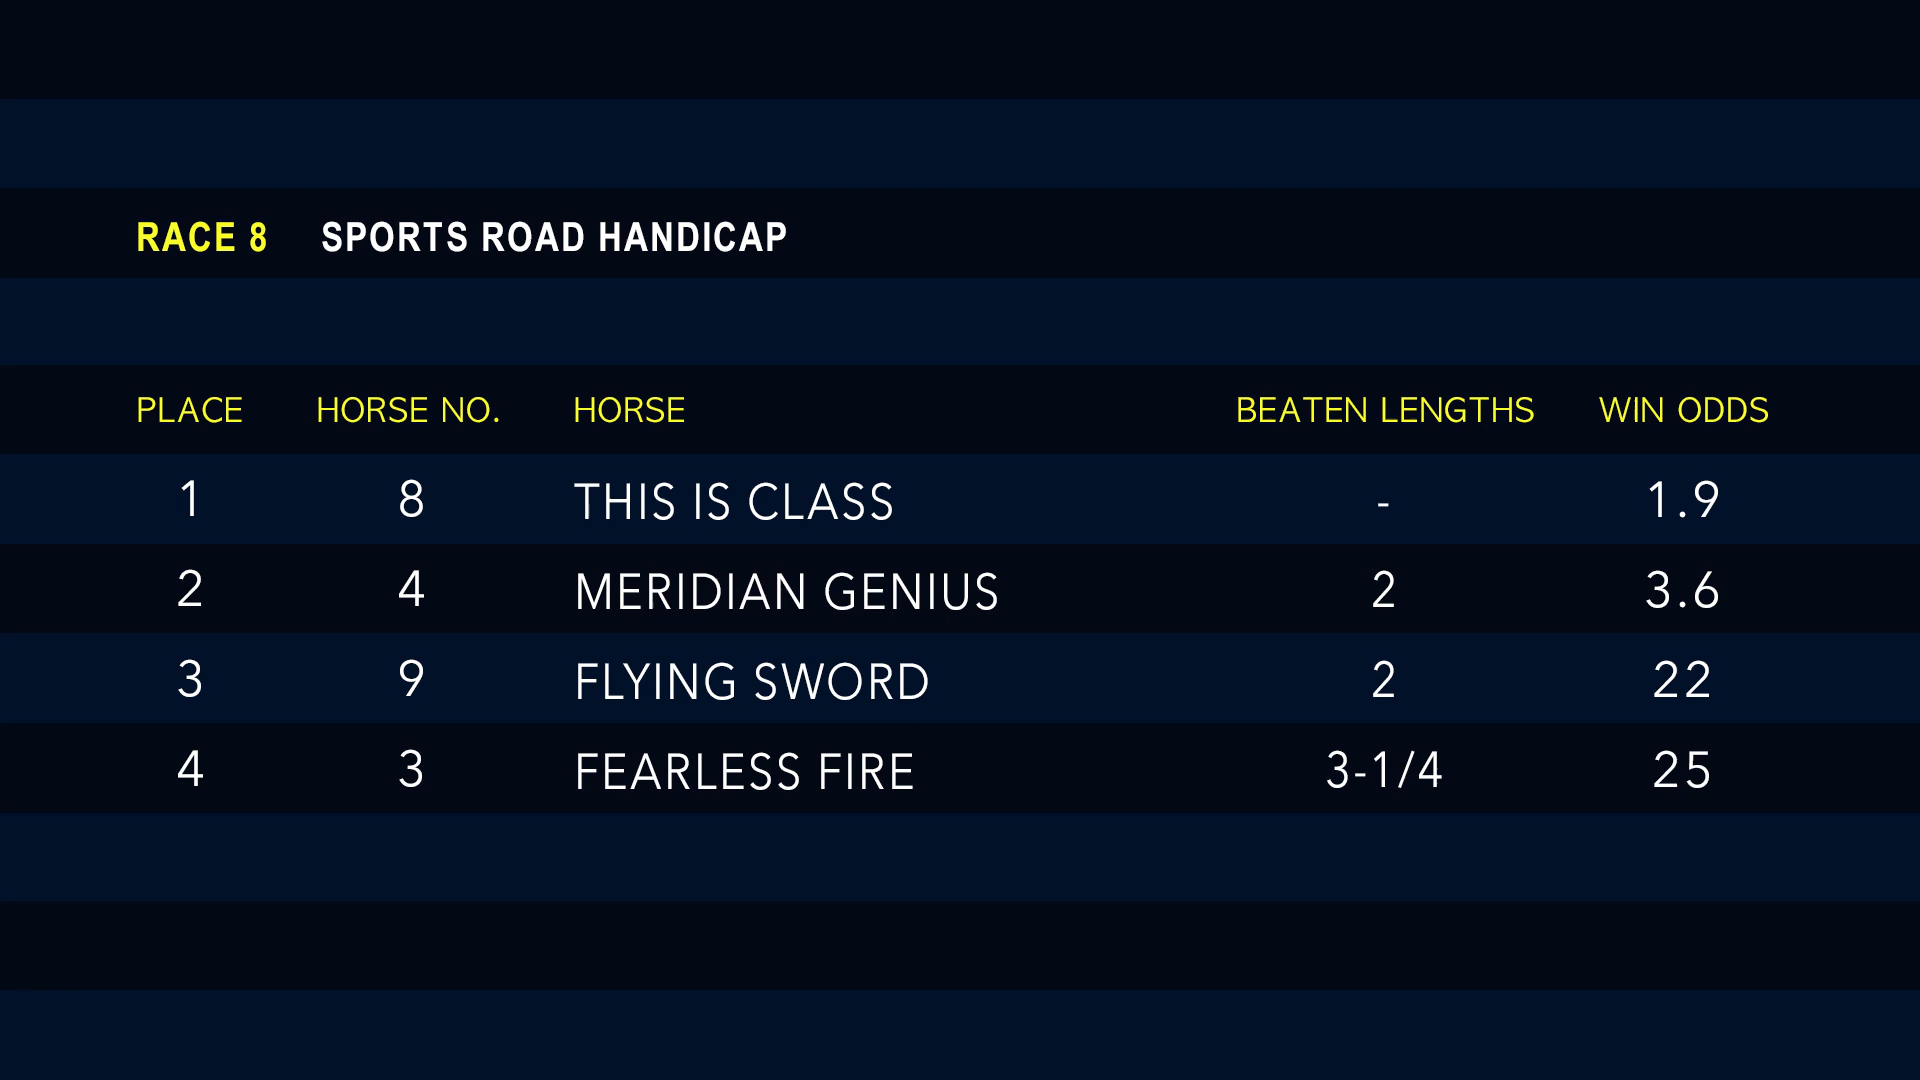 RACE 8 SPORTS ROAD HANDICAP
PLACE HORSE NO. HORSE BEATEN LENGTHS WIN ODDS
1 8 THIS IS CLASS - 1.9
2 4 MERIDIAN GENIUS 2 3.6
3 9 FLYING SWORD 2 22
4 3 FEARLESS FIRE 3-1/4 25